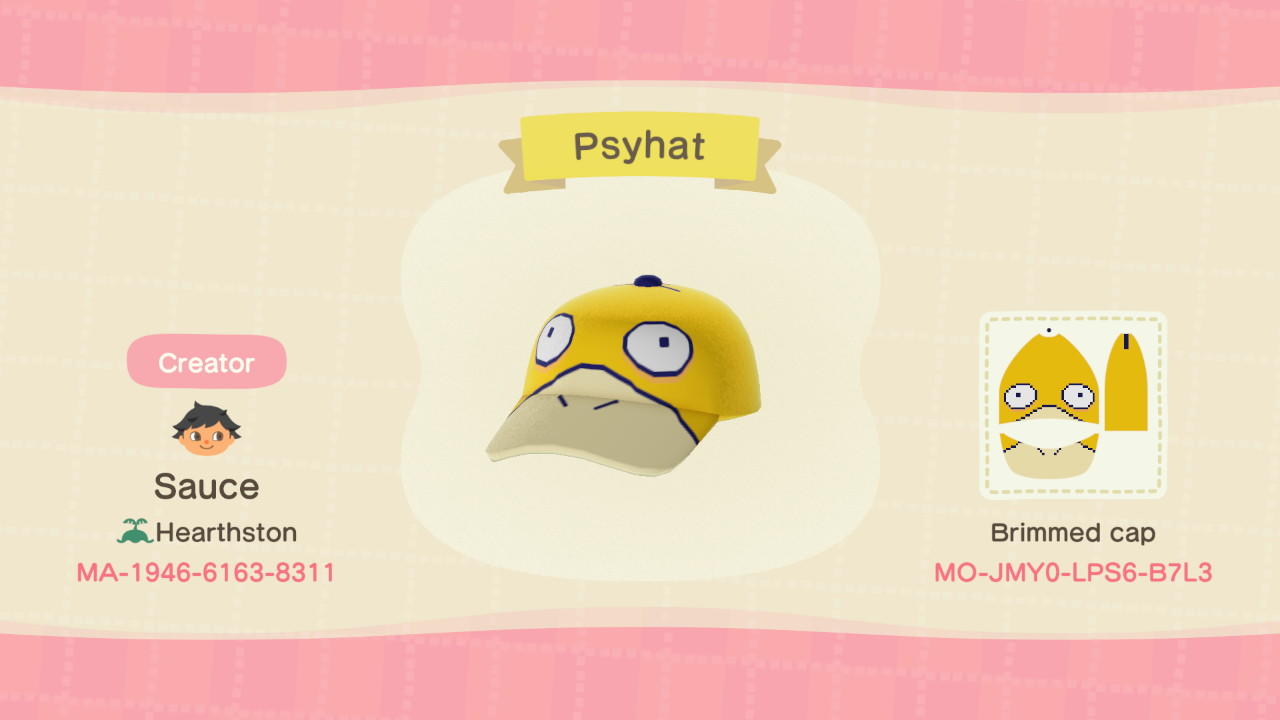 Psyhat
Creator
Sauce
Hearthston
MA-1946-6163-8311
Brimmed cap
MO-JMY0-LPS6-B7L3